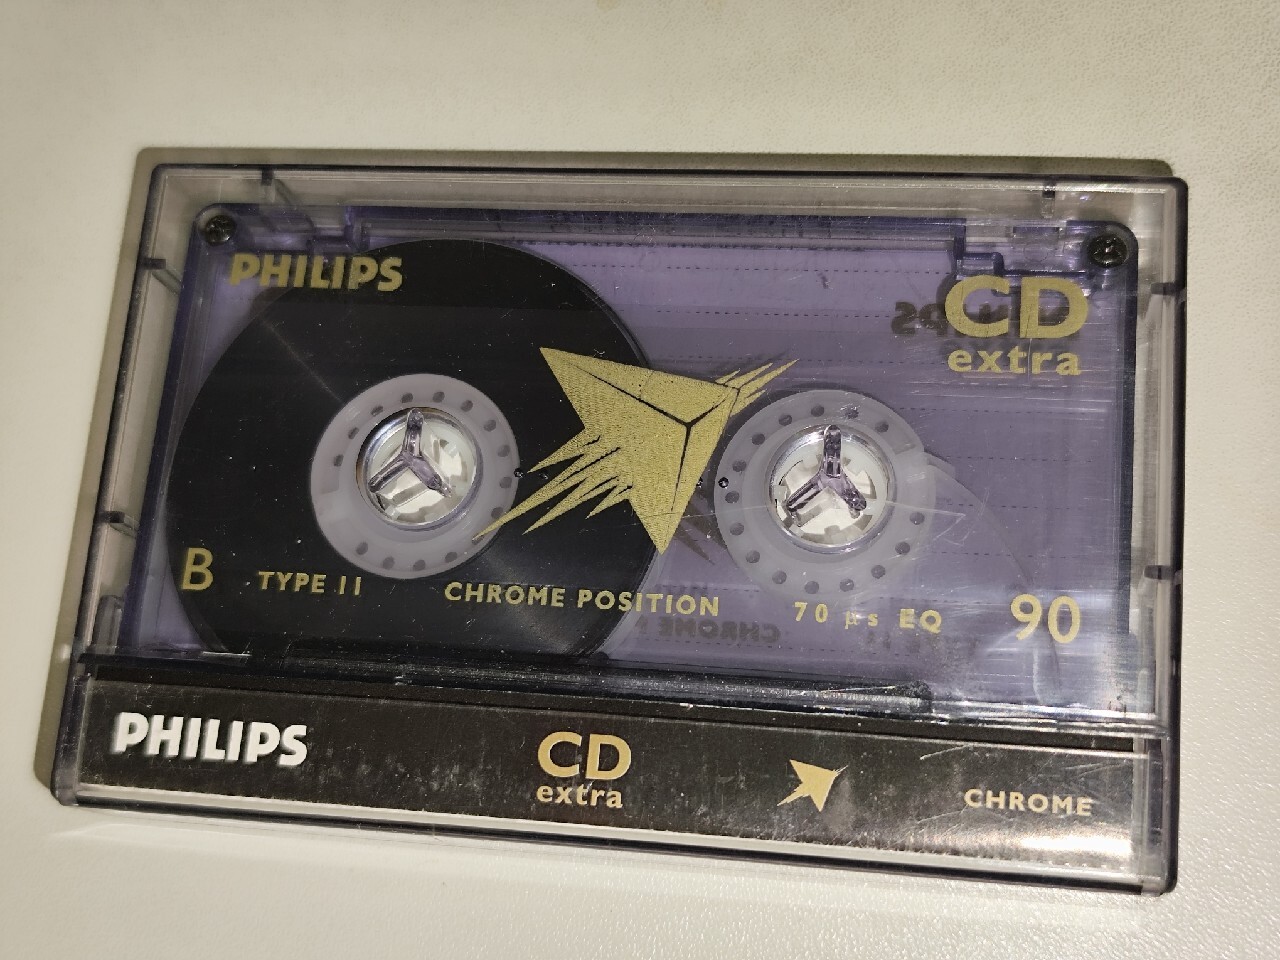 PHILIPS
CD
extra
B TYPE II CHROME POSITION 70 µs EQ 90
PHILIPS CD extra CHROME